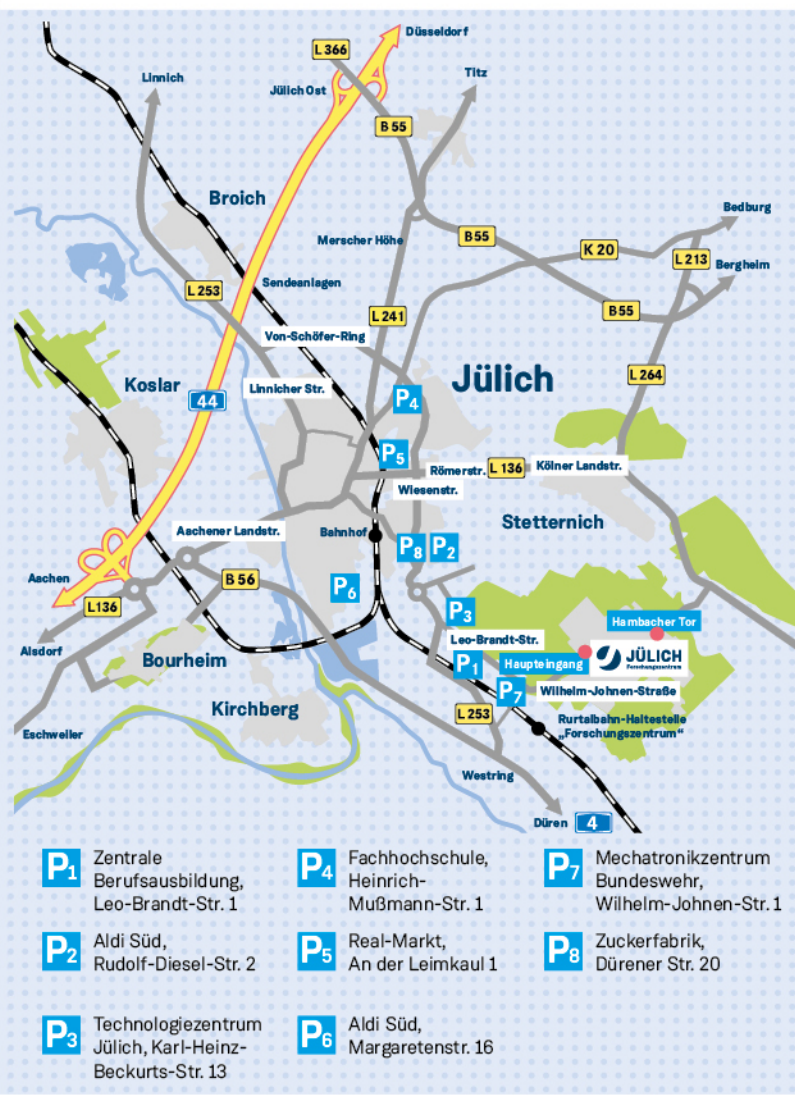 Düsseldorf
L 366
Linnich
Titz
Jülich Ost
B 55
Broich
Bedburg
Merscher Höhe
B 55
K 20
L 213
Bergheim
Sendeanlagen
L 253
L 241
B 55
Von-Schöfer-Ring
Jülich
Koslar
Linnicher Str.
L 264
44
P4
P5
Römerstr.
L 136
Kölner Landstr.
Wiesenstr.
Stetternich
Aachener Landstr.
Bahnhof
P8
P2
Aachen
B 56
P6
L136
P3
Hambacher Tor
Alsdorf
Leo-Brandt-Str.
JÜLICH
Forschungszentrum
Bourheim
P1
Haupteingang
P7
Wilhelm-Johnen-Straße
Kirchberg
L 253
Rurtalbahn-Haltestelle
„Forschungszentrum“
Eschweiler
Westring
Düren
4
P1
Zentrale
Berufsausbildung,
Leo-Brandt-Str. 1
P2
Aldi Süd,
Rudolf-Diesel-Str. 2
P3
Technologiezentrum
Jülich, Karl-Heinz-
Beckurts-Str. 13
P4
Fachhochschule,
Heinrich-
Mußmann-Str. 1
P5
Real-Markt,
An der Leimkaul 1
P6
Aldi Süd,
Margaretenstr. 16
P7
Mechatronikzentrum
Bundeswehr,
Wilhelm-Johnen-Str. 1
P8
Zuckerfabrik,
Dürener Str. 20